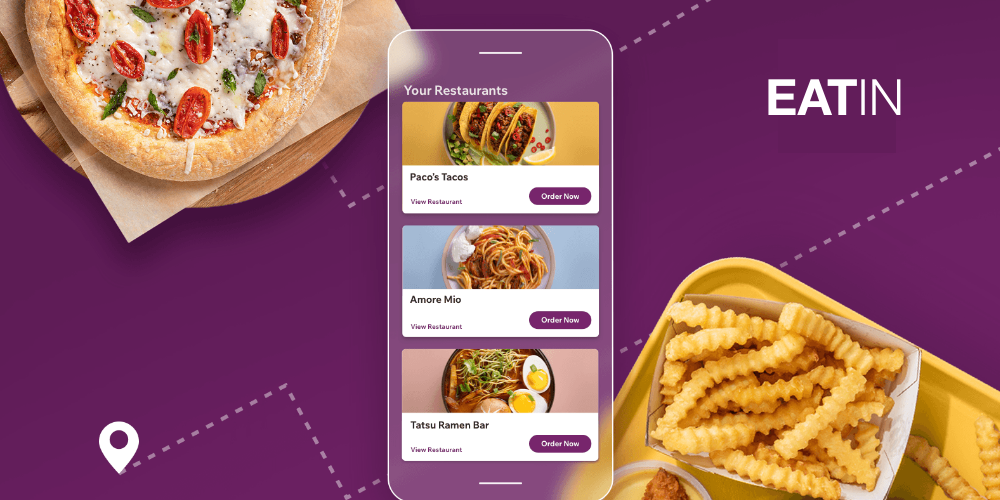 Your Restaurants
Paco's Tacos
View Restaurant
Order Now
Amore Mio
View Restaurant
Order Now
Tatsu Ramen Bar
View Restaurant
Order Now
EATIN